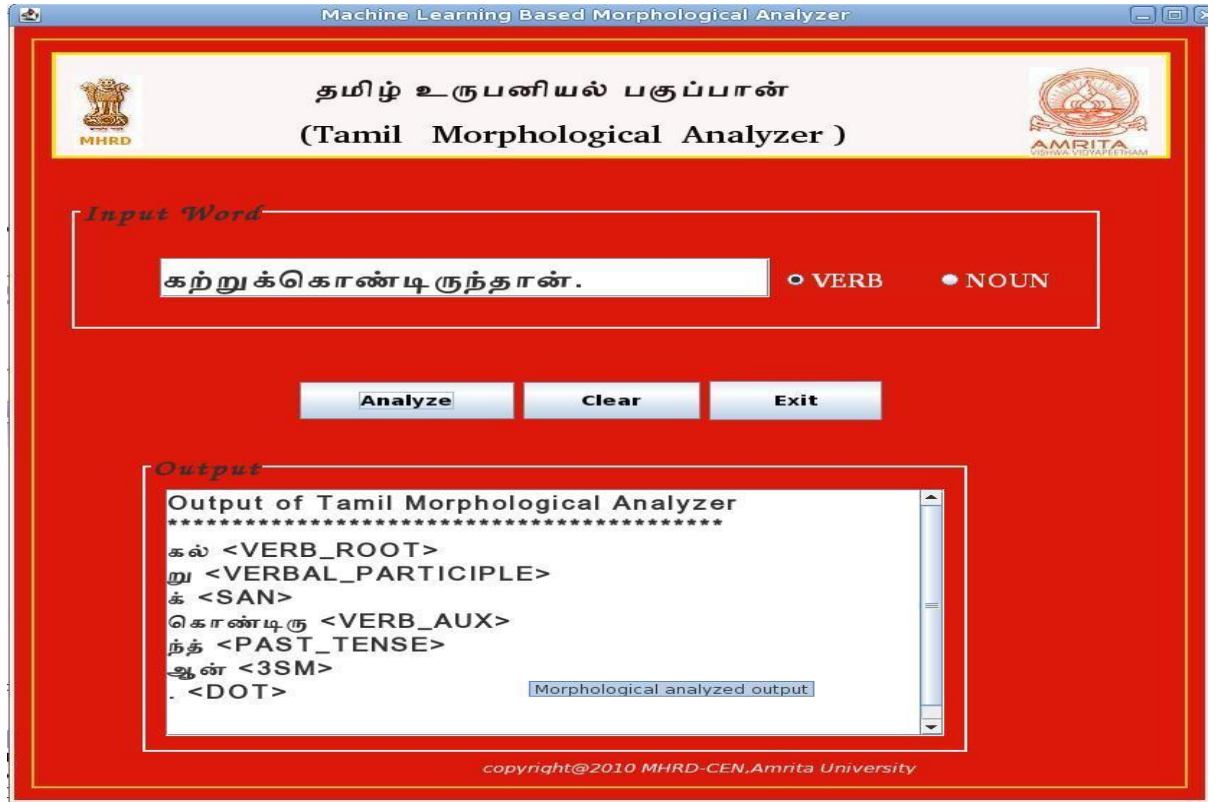 Machine Learning Based Morphological Analyzer
தமிழ் உருபனியல் பகுப்பான்
(Tamil Morphological Analyzer )
MHRD
AMRITA
VISHWA VIDYAPEETHAM
Input Word
கற்றுக்கொண்டிருந்தான்.
VERB
NOUN
Analyze
Clear
Exit
Output
Output of Tamil Morphological Analyzer
*******************************************
கல் <VERB_ROOT>
று <VERBAL_PARTICIPLE>
க் <SAN>
கொண்டிரு <VERB_AUX>
ந்த் <PAST_TENSE>
ஆன் <3SM>
. <DOT>
Morphological analyzed output
copyright@2010 MHRD-CEN,Amrita University